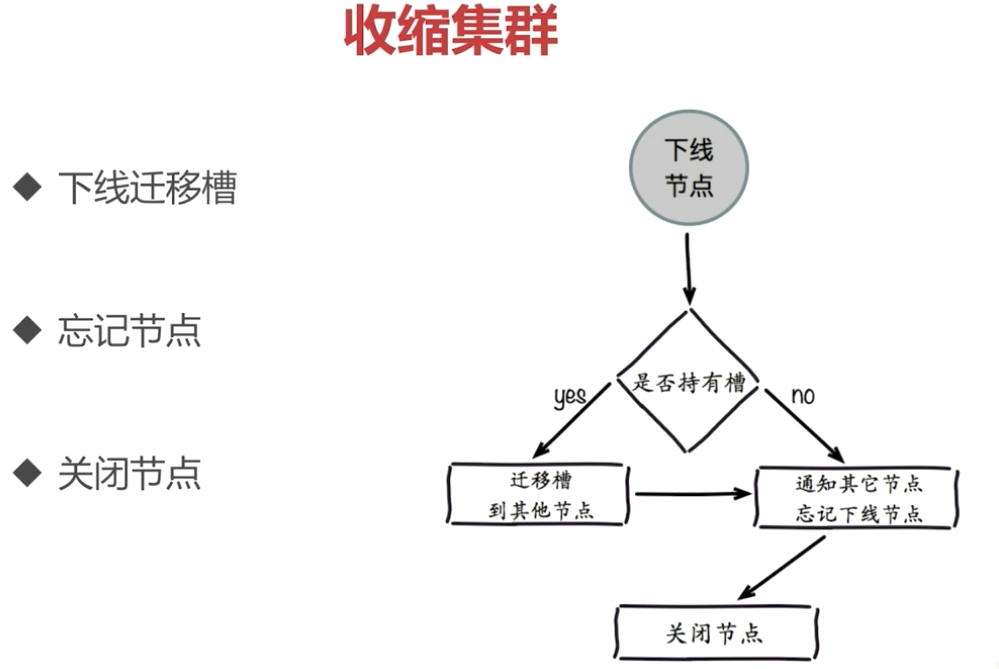 收缩集群
下线迁移槽
忘记节点
关闭节点
下线
节点
是否持有槽
yes
no
迁移槽
到其他节点
通知其它节点
忘记下线节点
关闭节点